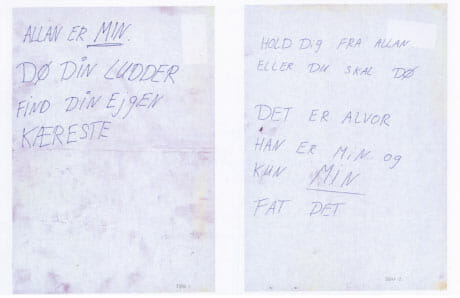 ALLAN ER MIN.
DØ DIN LUDDER
FIND DIN EJGEN
KÆRESTE
HOLD DIG FRA ALLAN
ELLER DU SKAL DØ
DET ER ALVOR
HAN ER MIN OG
KUN MIN
FAT DET